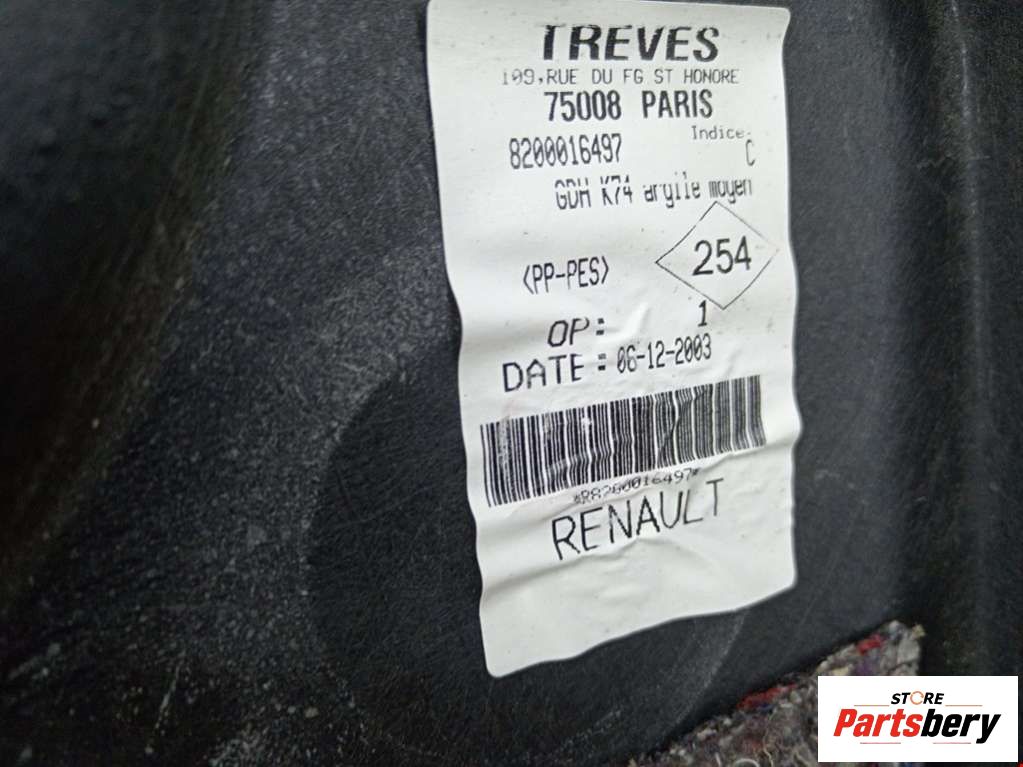 TREVES
109,RUE DU FG ST HONORE
75008 PARIS
Indice.
8200016497 C
GDH K74 argile moyen
<PP-PES> 254
OP: 1
DATE : 06-12-2003
*R8200016497*
RENAULT
STORE
Partsbery